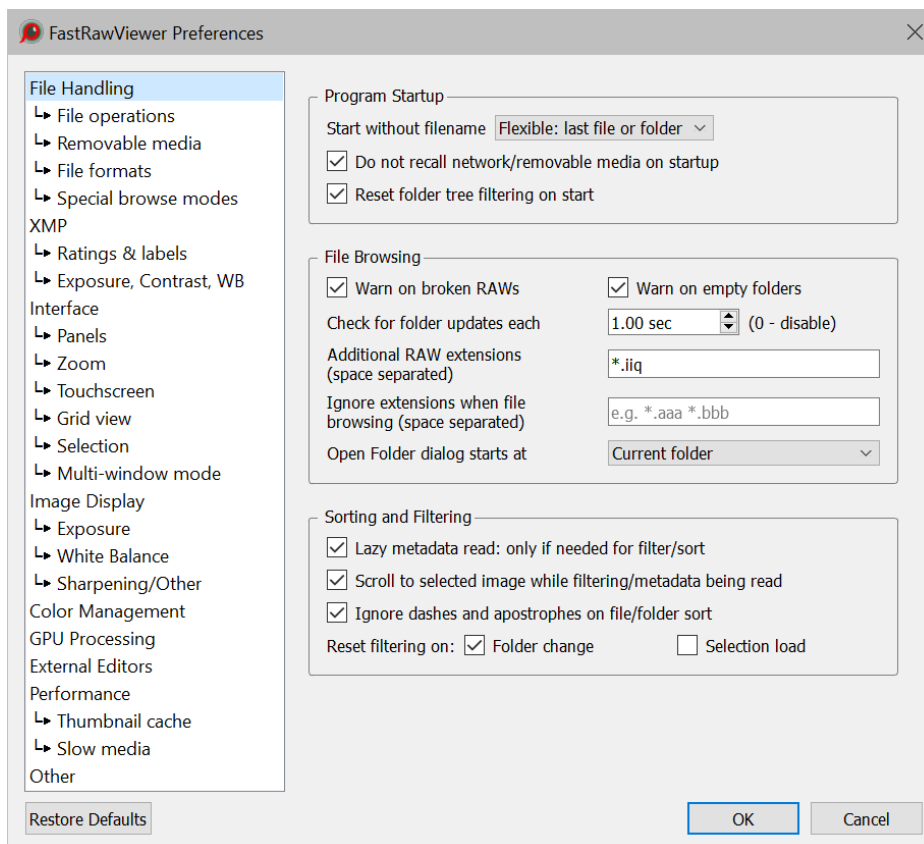 FastRawViewer Preferences
File Handling
File operations
Removable media
File formats
Special browse modes
XMP
Ratings & labels
Exposure, Contrast, WB
Interface
Panels
Zoom
Touchscreen
Grid view
Selection
Multi-window mode
Image Display
Exposure
White Balance
Sharpening/Other
Color Management
GPU Processing
External Editors
Performance
Thumbnail cache
Slow media
Other
Program Startup
Start without filename Flexible: last file or folder
Do not recall network/removable media on startup
Reset folder tree filtering on start
File Browsing
Warn on broken RAWs Warn on empty folders
Check for folder updates each 1.00 sec (0 - disable)
Additional RAW extensions
(space separated) *.iiq
Ignore extensions when file
browsing (space separated) e.g. *.aaa *.bbb
Open Folder dialog starts at Current folder
Sorting and Filtering
Lazy metadata read: only if needed for filter/sort
Scroll to selected image while filtering/metadata being read
Ignore dashes and apostrophes on file/folder sort
Reset filtering on: Folder change Selection load
Restore Defaults OK Cancel